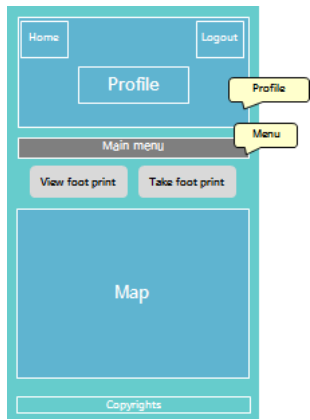 Home
Logout
Profile
Profile
Main menu
Menu
View foot print
Take foot print
Map
Copyrights